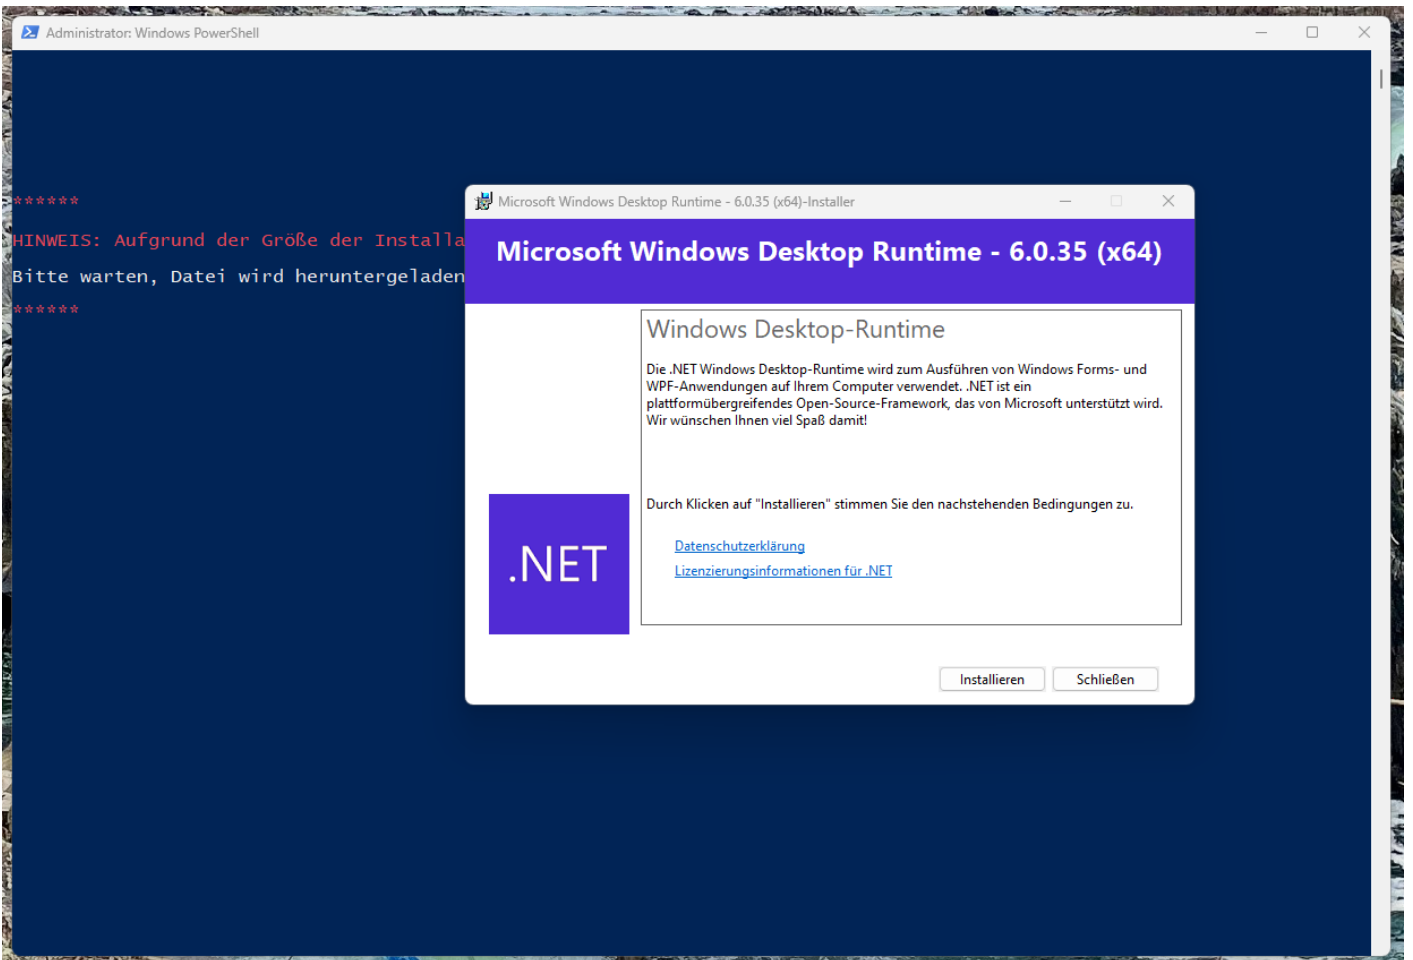 Administrator: Windows PowerShell
******
HINWEIS: Aufgrund der Größe der Installa
Bitte warten, Datei wird heruntergeladen
******
Microsoft Windows Desktop Runtime - 6.0.35 (x64)-Installer
Microsoft Windows Desktop Runtime - 6.0.35 (x64)
Windows Desktop-Runtime
Die .NET Windows Desktop-Runtime wird zum Ausführen von Windows Forms- und
WPF-Anwendungen auf Ihrem Computer verwendet. .NET ist ein
plattformübergreifendes Open-Source-Framework, das von Microsoft unterstützt wird.
Wir wünschen Ihnen viel Spaß damit!
Durch Klicken auf "Installieren" stimmen Sie den nachstehenden Bedingungen zu.
Datenschutzerklärung
Lizenzierungsinformationen für .NET
.NET
Installieren
Schließen